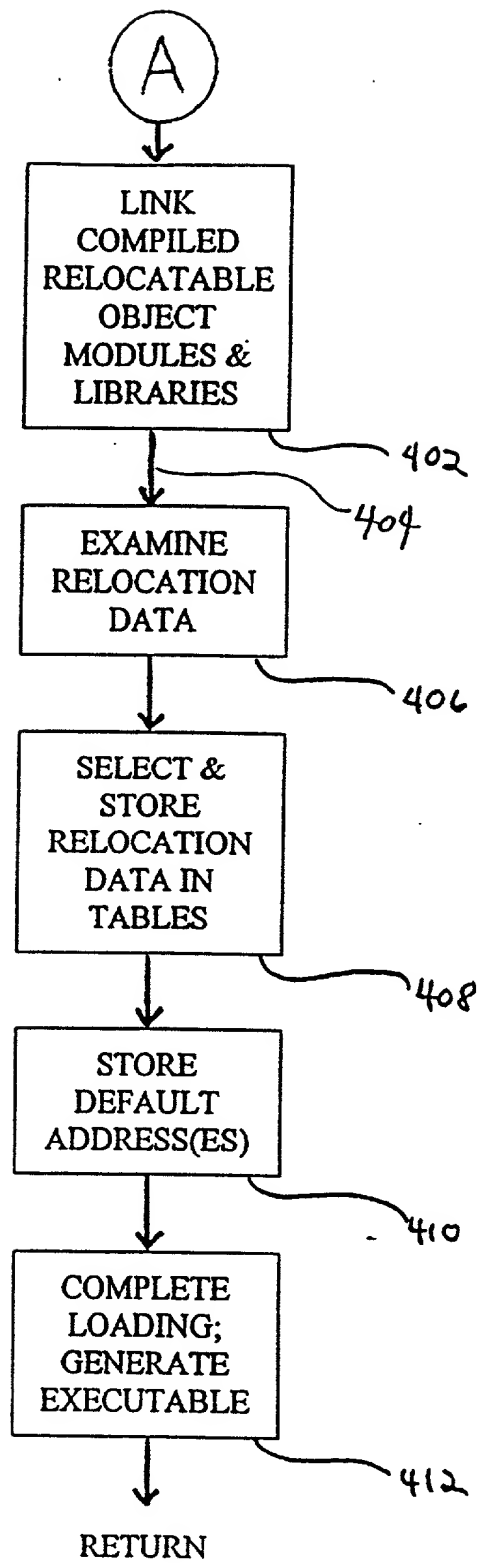 A
LINK
COMPILED
RELOCATABLE
OBJECT
MODULES &
LIBRARIES
402
404
EXAMINE
RELOCATION
DATA
406
SELECT &
STORE
RELOCATION
DATA IN
TABLES
408
STORE
DEFAULT
ADDRESS(ES)
410
COMPLETE
LOADING;
GENERATE
EXECUTABLE
412
RETURN